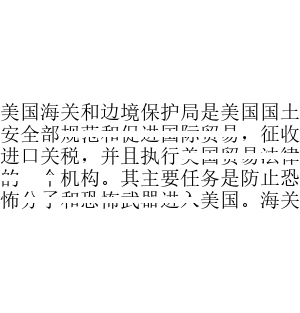 美国海关和边境保护局是美国国土
安全部规范和促进国际贸易，征收
进口关税，并且执行美国贸易法律
的一个机构。其主要任务是防止恐
怖分子和恐怖武器进入美国。海关